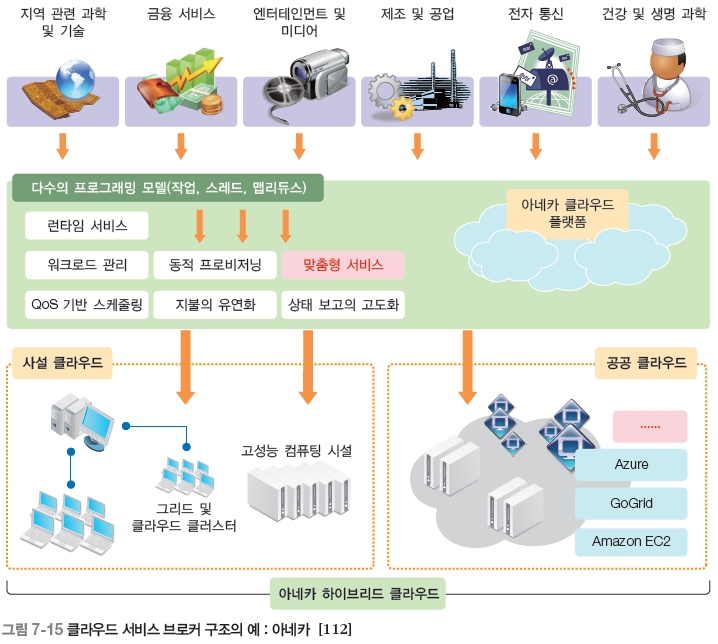 지역 관련 과학
및 기술
금융 서비스
엔터테인먼트 및
미디어
제조 및 공업
전자 통신
건강 및 생명 과학
다수의 프로그래밍 모델(작업, 스레드, 맵리듀스)
런타임 서비스
워크로드 관리
동적 프로비저닝
맞춤형 서비스
QoS 기반 스케줄링
지불의 유연화
상태 보고의 고도화
아네카 클라우드
플랫폼
사설 클라우드
그리드 및
클라우드 클러스터
고성능 컴퓨팅 시설
공공 클라우드
······
Azure
GoGrid
Amazon EC2
아네카 하이브리드 클라우드
그림 7-15 클라우드 서비스 브로커 구조의 예 : 아네카 [112]